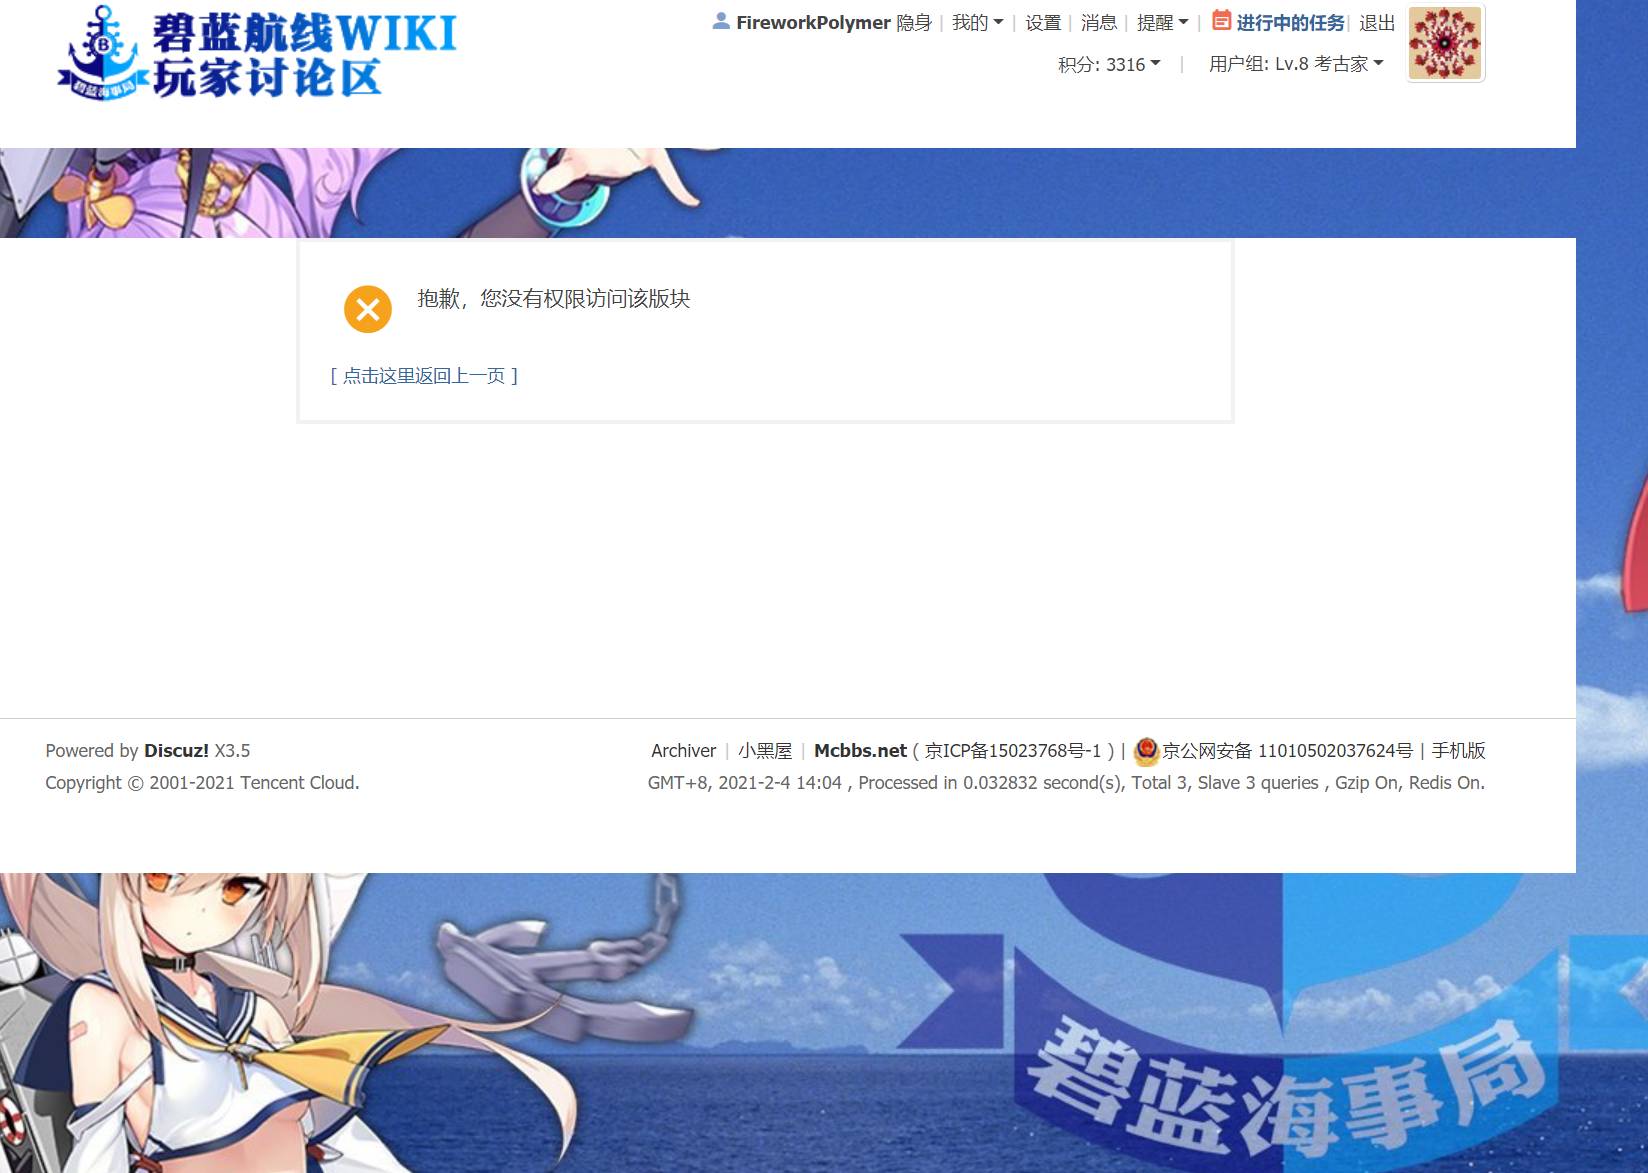 碧蓝航线WIKI
玩家讨论区
B
碧蓝海事局
FireworkPolymer 隐身 | 我的 | 设置 | 消息 | 提醒 | 进行中的任务 | 退出
积分: 3316 | 用户组: Lv.8 考古家
抱歉，您没有权限访问该版块
[ 点击这里返回上一页 ]
Powered by Discuz! X3.5
Archiver | 小黑屋 | Mcbbs.net ( 京ICP备15023768号-1 ) | 京公网安备 11010502037624号 | 手机版
Copyright © 2001-2021 Tencent Cloud.
GMT+8, 2021-2-4 14:04 , Processed in 0.032832 second(s), Total 3, Slave 3 queries , Gzip On, Redis On.
碧蓝海事局